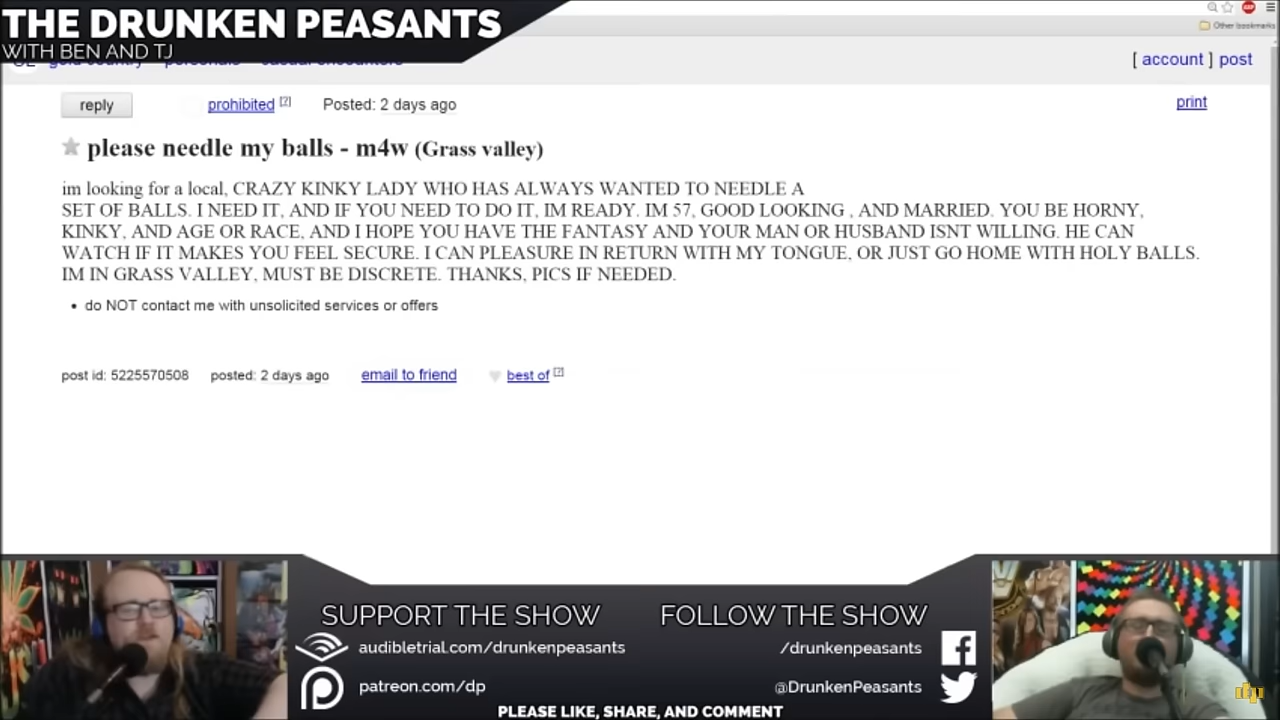 THE DRUNKEN PEASANTS
WITH BEN AND TJ
Other bookmarks
[ account ] post
reply
prohibited [?]
Posted: 2 days ago
print
please needle my balls - m4w (Grass valley)
im looking for a local, CRAZY KINKY LADY WHO HAS ALWAYS WANTED TO NEEDLE A
SET OF BALLS. I NEED IT, AND IF YOU NEED TO DO IT, IM READY. IM 57, GOOD LOOKING , AND MARRIED. YOU BE HORNY,
KINKY, AND AGE OR RACE, AND I HOPE YOU HAVE THE FANTASY AND YOUR MAN OR HUSBAND ISNT WILLING. HE CAN
WATCH IF IT MAKES YOU FEEL SECURE. I CAN PLEASURE IN RETURN WITH MY TONGUE, OR JUST GO HOME WITH HOLY BALLS.
IM IN GRASS VALLEY, MUST BE DISCRETE. THANKS, PICS IF NEEDED.
• do NOT contact me with unsolicited services or offers
post id: 5225570508
posted: 2 days ago
email to friend
best of [?]
SUPPORT THE SHOW
audibletrial.com/drunkenpeasants
patreon.com/dp
FOLLOW THE SHOW
/drunkenpeasants
@DrunkenPeasants
PLEASE LIKE, SHARE, AND COMMENT